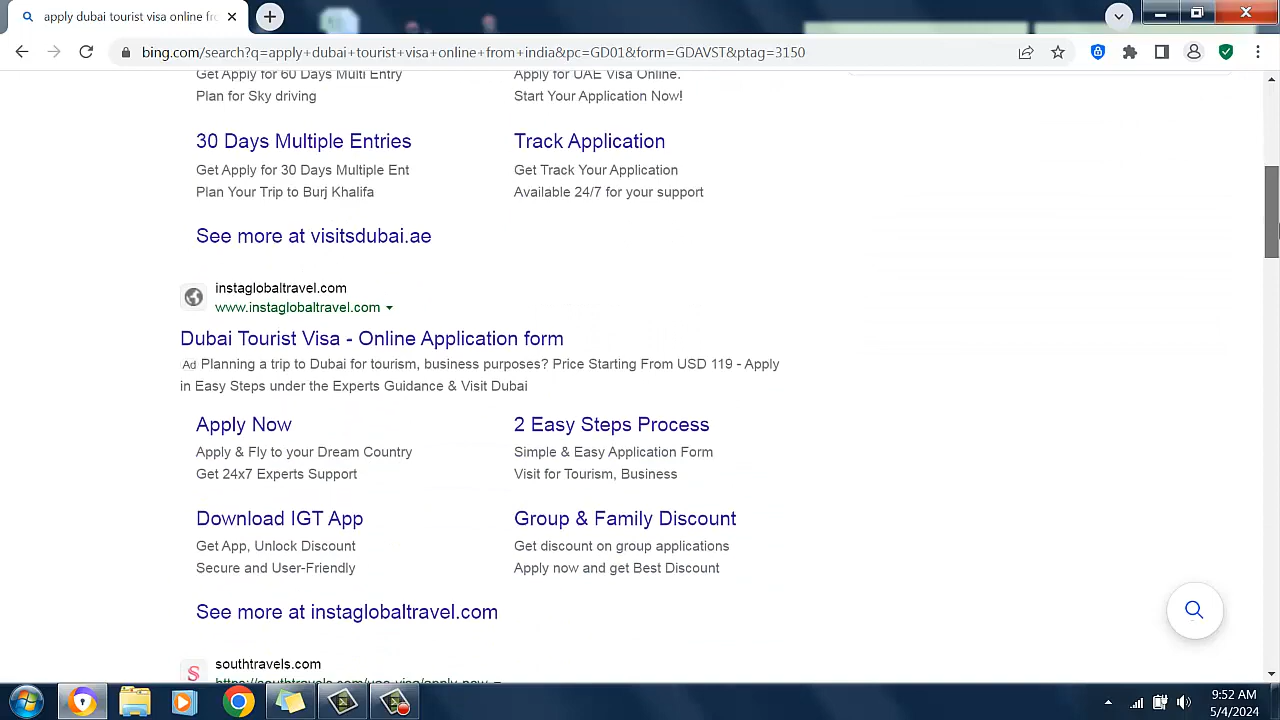 apply dubai tourist visa online fr
bing.com/search?q=apply+dubai+tourist+visa+online+from+india&pc=GD01&form=GDAVST&ptag=3150
Get Apply for 60 Days Multi Entry
Plan for Sky driving
Apply for UAE Visa Online.
Start Your Application Now!
30 Days Multiple Entries
Get Apply for 30 Days Multiple Ent
Plan Your Trip to Burj Khalifa
Track Application
Get Track Your Application
Available 24/7 for your support
See more at visitsdubai.ae
instaglobaltravel.com
www.instaglobaltravel.com
Dubai Tourist Visa - Online Application form
Ad Planning a trip to Dubai for tourism, business purposes? Price Starting From USD 119 - Apply
in Easy Steps under the Experts Guidance & Visit Dubai
Apply Now
Apply & Fly to your Dream Country
Get 24x7 Experts Support
2 Easy Steps Process
Simple & Easy Application Form
Visit for Tourism, Business
Download IGT App
Get App, Unlock Discount
Secure and User-Friendly
Group & Family Discount
Get discount on group applications
Apply now and get Best Discount
See more at instaglobaltravel.com
southtravels.com
https://southtravels.com/uae-visa/apply-now
9:52 AM
5/4/2024